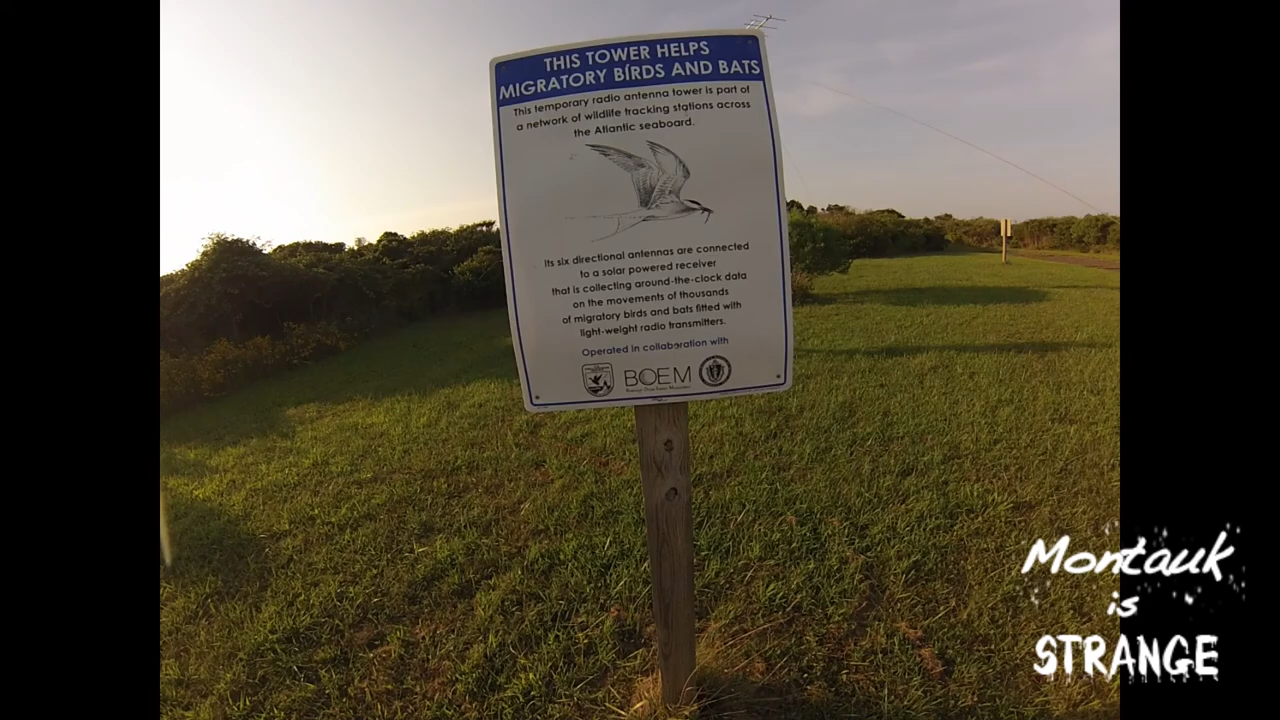 THIS TOWER HELPS
MIGRATORY BIRDS AND BATS
This temporary radio antenna tower is part of
a network of wildlife tracking stations across
the Atlantic seaboard.
Its six directional antennas are connected
to a solar powered receiver
that is collecting around-the-clock data
on the movements of thousands
of migratory birds and bats fitted with
light-weight radio transmitters.
Operated in collaboration with
BOEM
Montauk
is
STRANGE